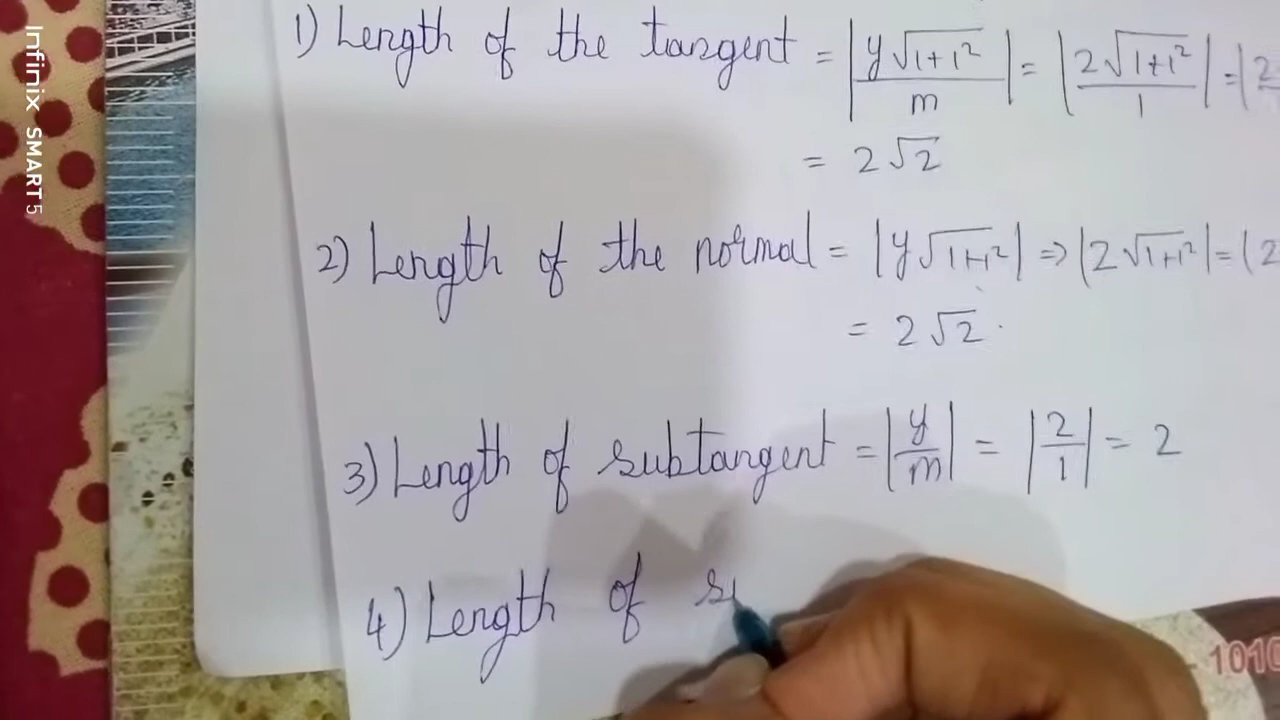 1) Length of the tangent = |y√1+1²/m| = |2√1+1²/1| = |2
= 2√2
2) Length of the normal = |y√1+1²| ⇒ |2√1+1²| = |2
= 2√2.
3) Length of subtangent = |y/m| = |2/1| = 2
4) Length of su
Infinix SMART 5
1010